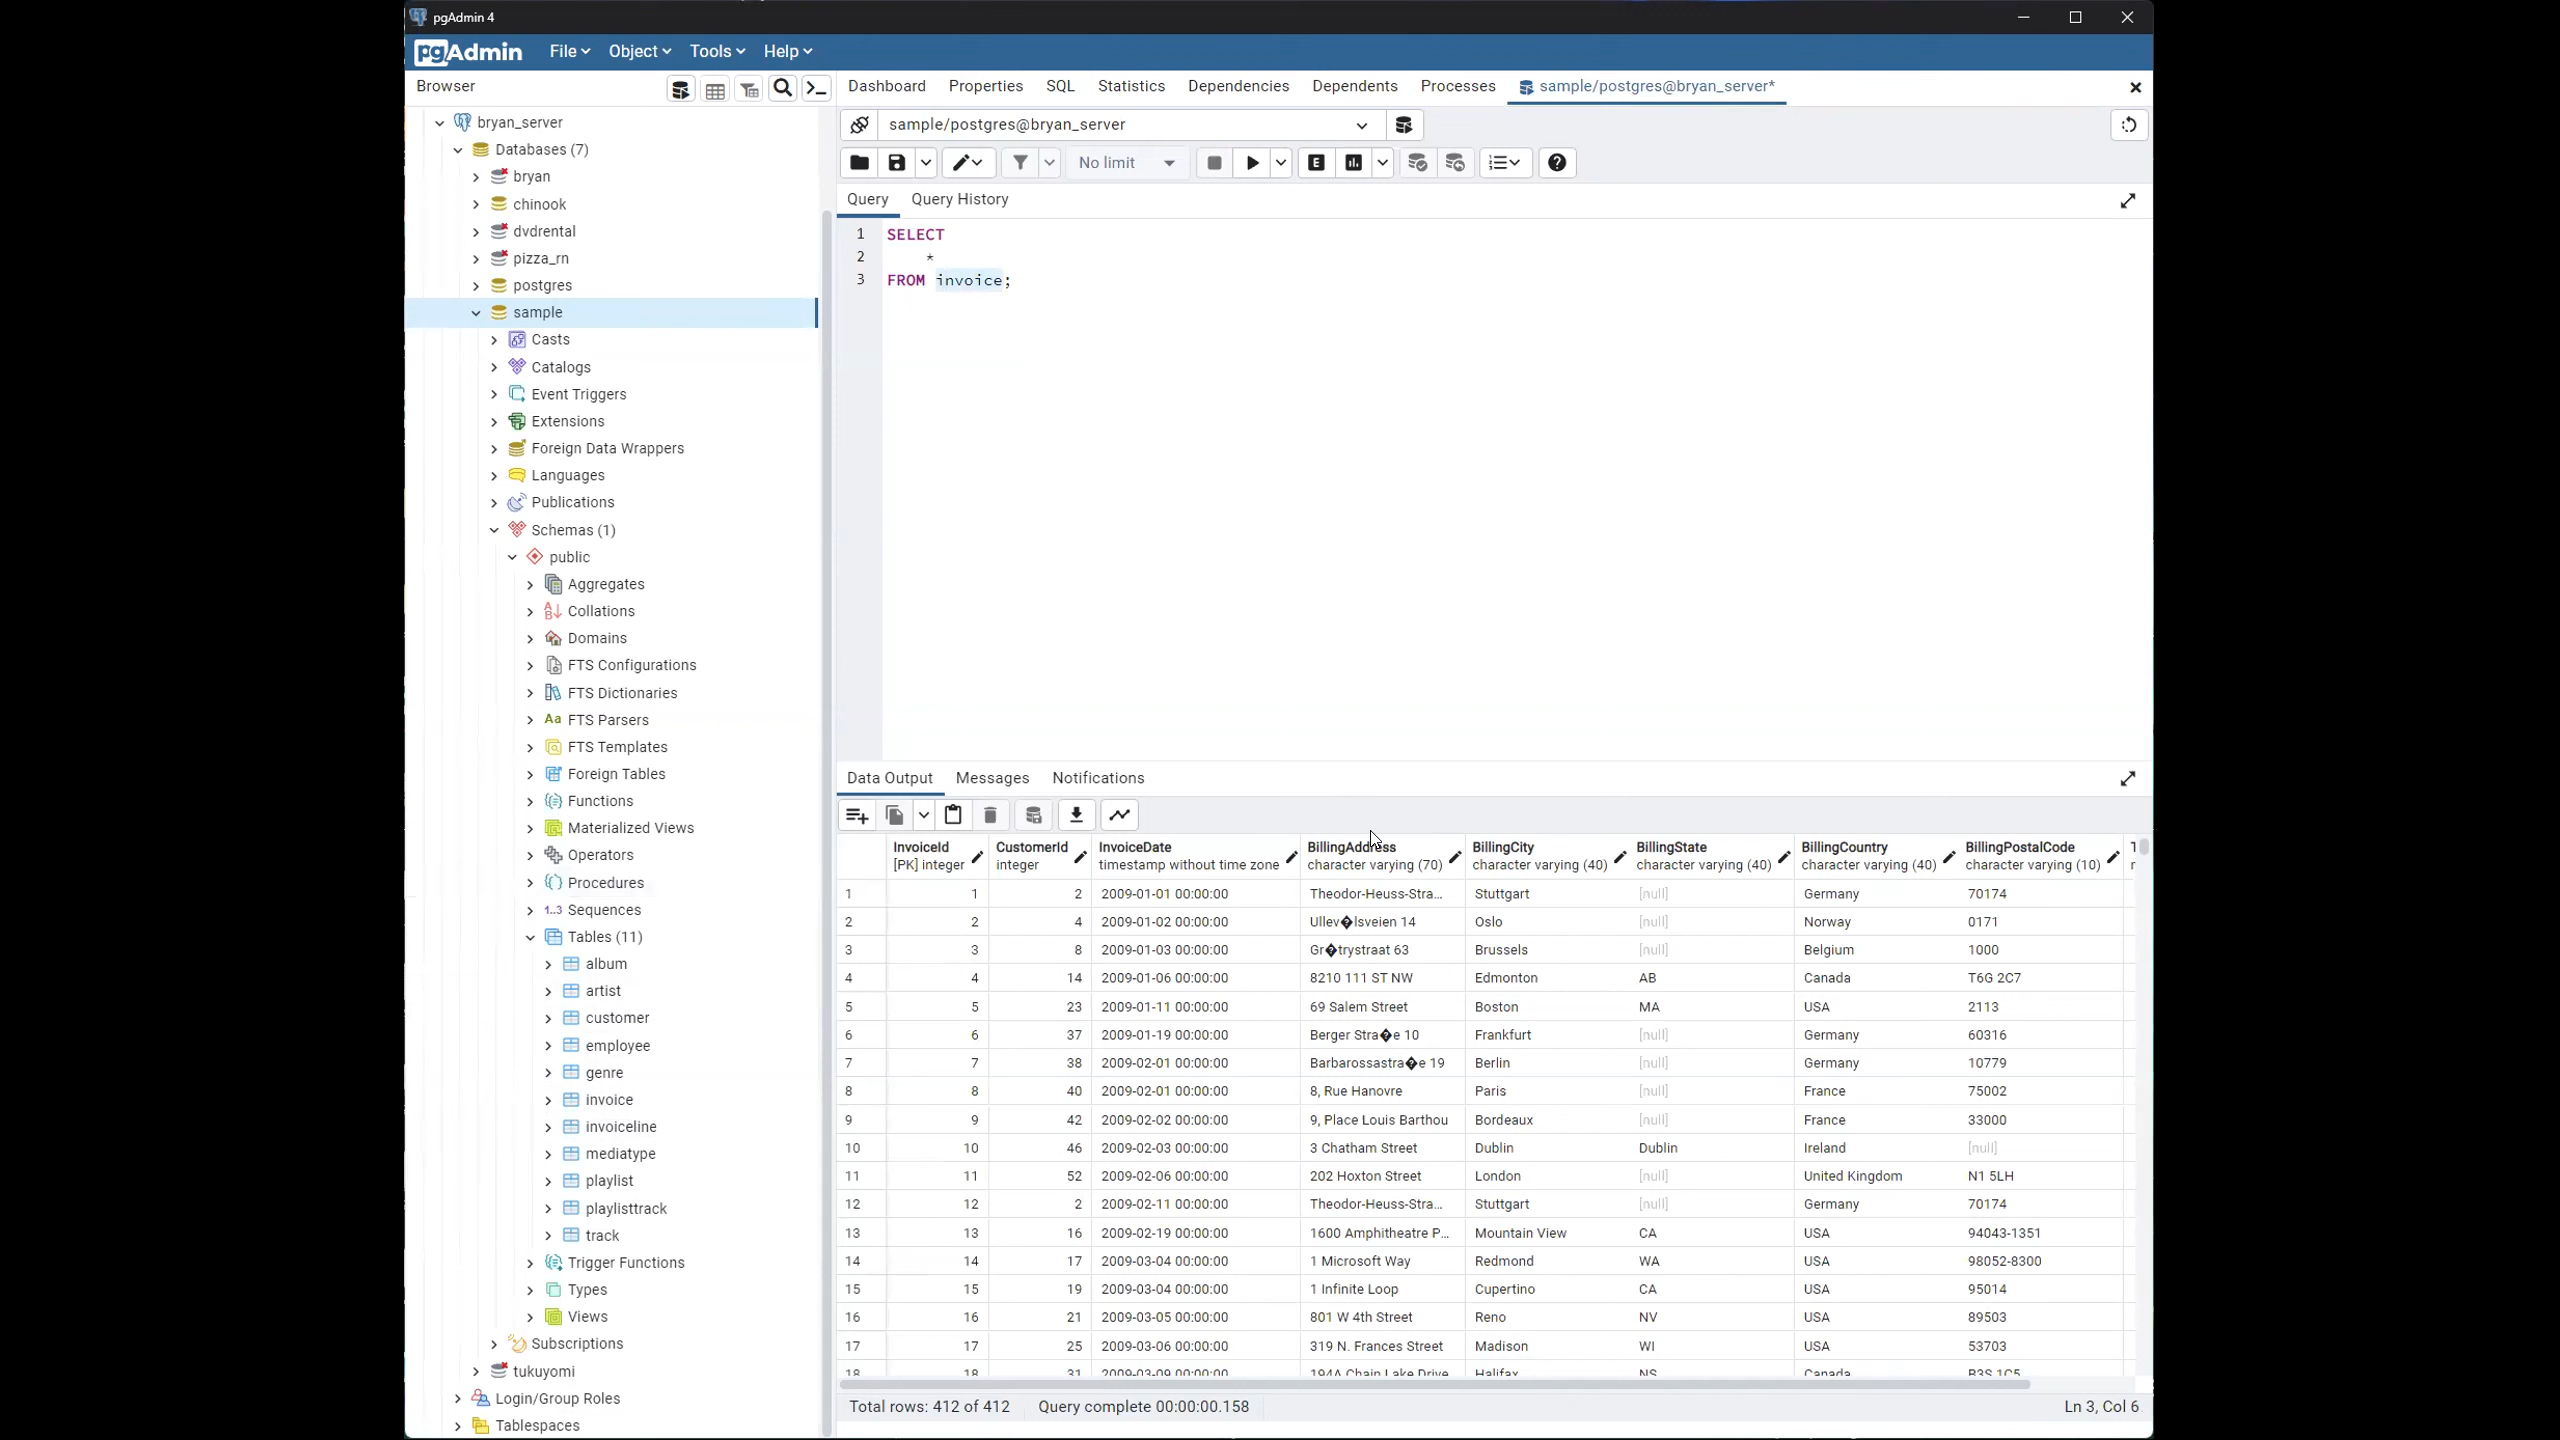 pgAdmin 4
pgAdmin File Object Tools Help
Browser
Dashboard Properties SQL Statistics Dependencies Dependents Processes sample/postgres@bryan_server*
bryan_server
Databases (7)
bryan
chinook
dvdrental
pizza_rn
postgres
sample
Casts
Catalogs
Event Triggers
Extensions
Foreign Data Wrappers
Languages
Publications
Schemas (1)
public
Aggregates
Collations
Domains
FTS Configurations
FTS Dictionaries
Aa FTS Parsers
FTS Templates
Foreign Tables
Functions
Materialized Views
Operators
Procedures
1..3 Sequences
Tables (11)
album
artist
customer
employee
genre
invoice
invoiceline
mediatype
playlist
playlisttrack
track
Trigger Functions
Types
Views
Subscriptions
tukuyomi
Login/Group Roles
Tablespaces
sample/postgres@bryan_server
No limit E
Query Query History
1 SELECT
2 *
3 FROM invoice;
Data Output Messages Notifications
InvoiceId CustomerId InvoiceDate BillingAddress BillingCity BillingState BillingCountry BillingPostalCode
[PK] integer integer timestamp without time zone character varying (70) character varying (40) character varying (40) character varying (40) character varying (10)
1 1 2 2009-01-01 00:00:00 Theodor-Heuss-Stra... Stuttgart [null] Germany 70174
2 2 4 2009-01-02 00:00:00 Ullev�lsveien 14 Oslo [null] Norway 0171
3 3 8 2009-01-03 00:00:00 Gr�trystraat 63 Brussels [null] Belgium 1000
4 4 14 2009-01-06 00:00:00 8210 111 ST NW Edmonton AB Canada T6G 2C7
5 5 23 2009-01-11 00:00:00 69 Salem Street Boston MA USA 2113
6 6 37 2009-01-19 00:00:00 Berger Stra�e 10 Frankfurt [null] Germany 60316
7 7 38 2009-02-01 00:00:00 Barbarossastra�e 19 Berlin [null] Germany 10779
8 8 40 2009-02-01 00:00:00 8, Rue Hanovre Paris [null] France 75002
9 9 42 2009-02-02 00:00:00 9, Place Louis Barthou Bordeaux [null] France 33000
10 10 46 2009-02-03 00:00:00 3 Chatham Street Dublin Dublin Ireland [null]
11 11 52 2009-02-06 00:00:00 202 Hoxton Street London [null] United Kingdom N1 5LH
12 12 2 2009-02-11 00:00:00 Theodor-Heuss-Stra... Stuttgart [null] Germany 70174
13 13 16 2009-02-19 00:00:00 1600 Amphitheatre P... Mountain View CA USA 94043-1351
14 14 17 2009-03-04 00:00:00 1 Microsoft Way Redmond WA USA 98052-8300
15 15 19 2009-03-04 00:00:00 1 Infinite Loop Cupertino CA USA 95014
16 16 21 2009-03-05 00:00:00 801 W 4th Street Reno NV USA 89503
17 17 25 2009-03-06 00:00:00 319 N. Frances Street Madison WI USA 53703
18 18 31 2009-03-09 00:00:00 194A Chain Lake Drive Halifax NS Canada B3S 1C5
Total rows: 412 of 412 Query complete 00:00:00.158 Ln 3, Col 6